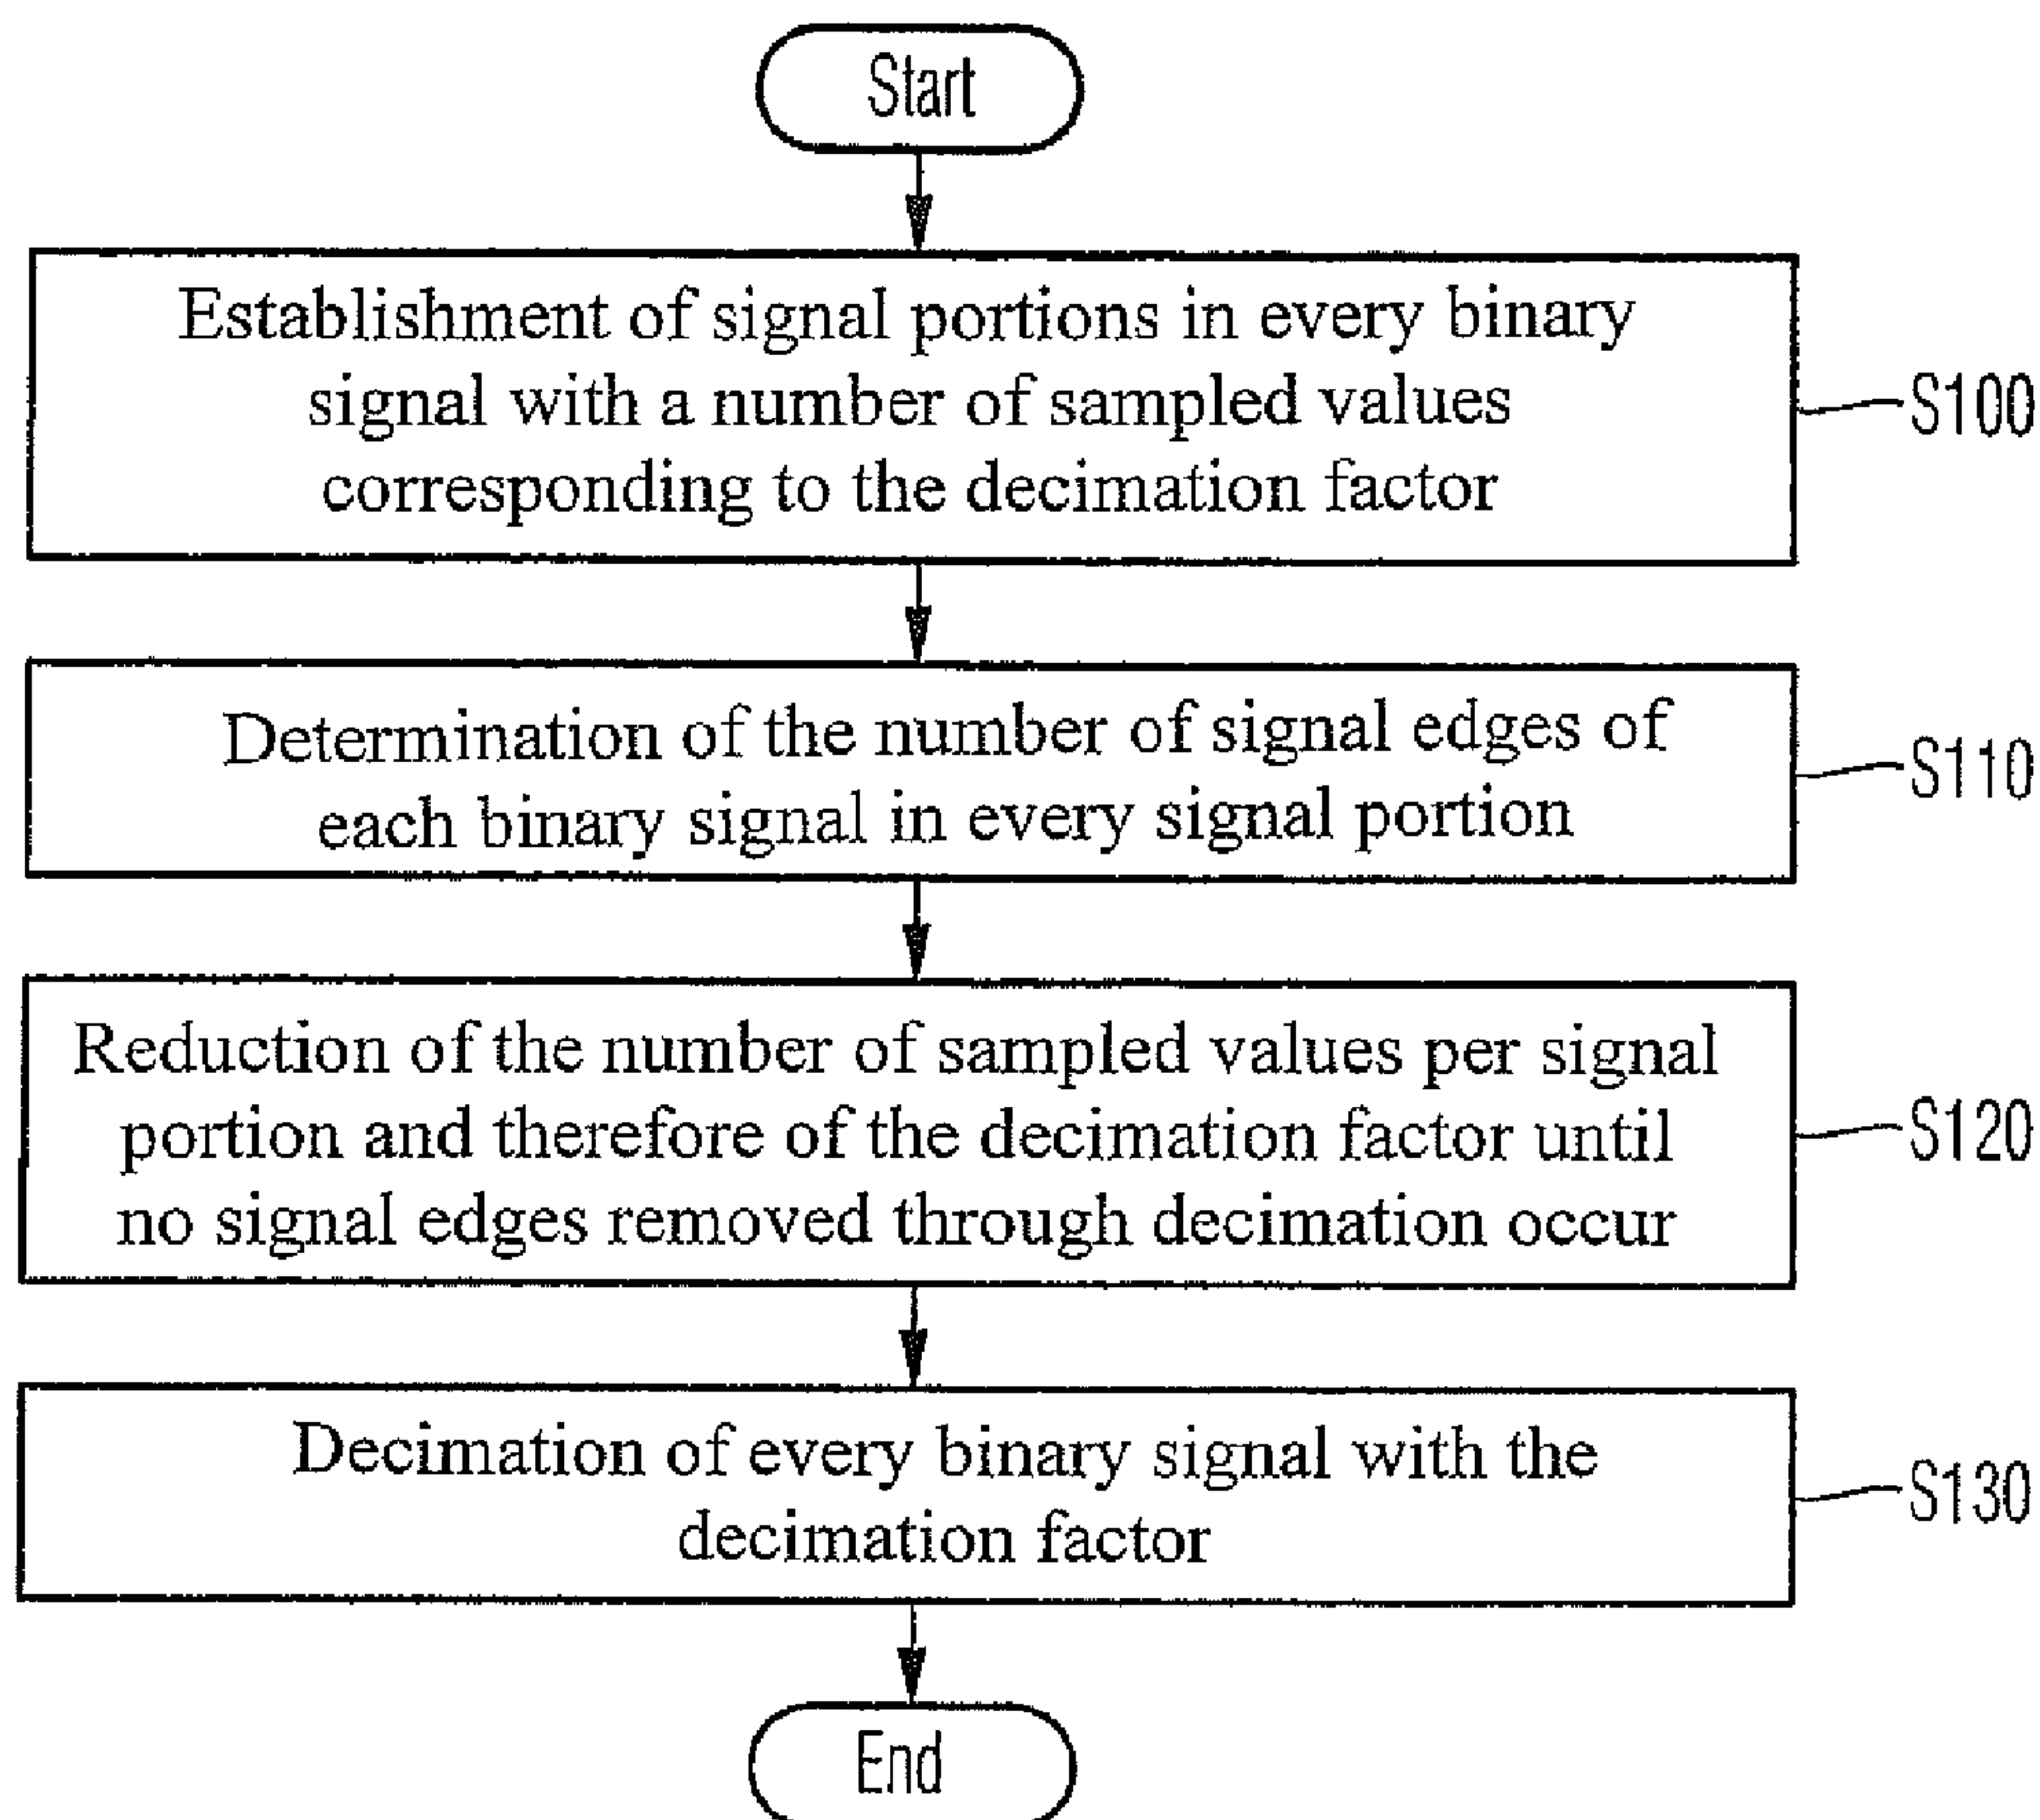 Start
Establishment of signal portions in every binary
signal with a number of sampled values
corresponding to the decimation factor
S100
Determination of the number of signal edges of
each binary signal in every signal portion
S110
Reduction of the number of sampled values per signal
portion and therefore of the decimation factor until
no signal edges removed through decimation occur
S120
Decimation of every binary signal with the
decimation factor
S130
End